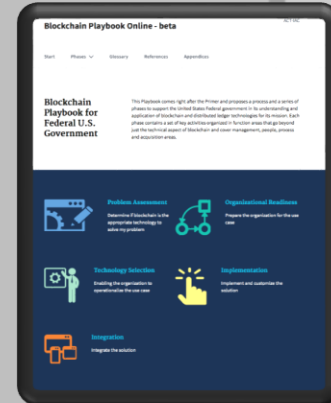 ACT-IAC
Blockchain Playbook Online - beta
Start Phases Glossary References Appendices
Blockchain
Playbook for
Federal U.S.
Government
This Playbook comes right after the Primer and proposes a process and a series of
phases to support the United States Federal government in its understanding and
application of blockchain and distributed ledger technologies for its mission. Each
phase contains a set of key activities organized in function areas that go beyond
just the technical aspect of blockchain and cover management, people, process
and acquisition areas.
Problem Assessment
Determine if blockchain is the
appropriate technology to
solve my problem
Organizational Readiness
Prepare the organization for the use
case
Technology Selection
Enabling the organization to
operationalize the use case
Implementation
Implement and customize the
solution
Integration
Integrate the solution